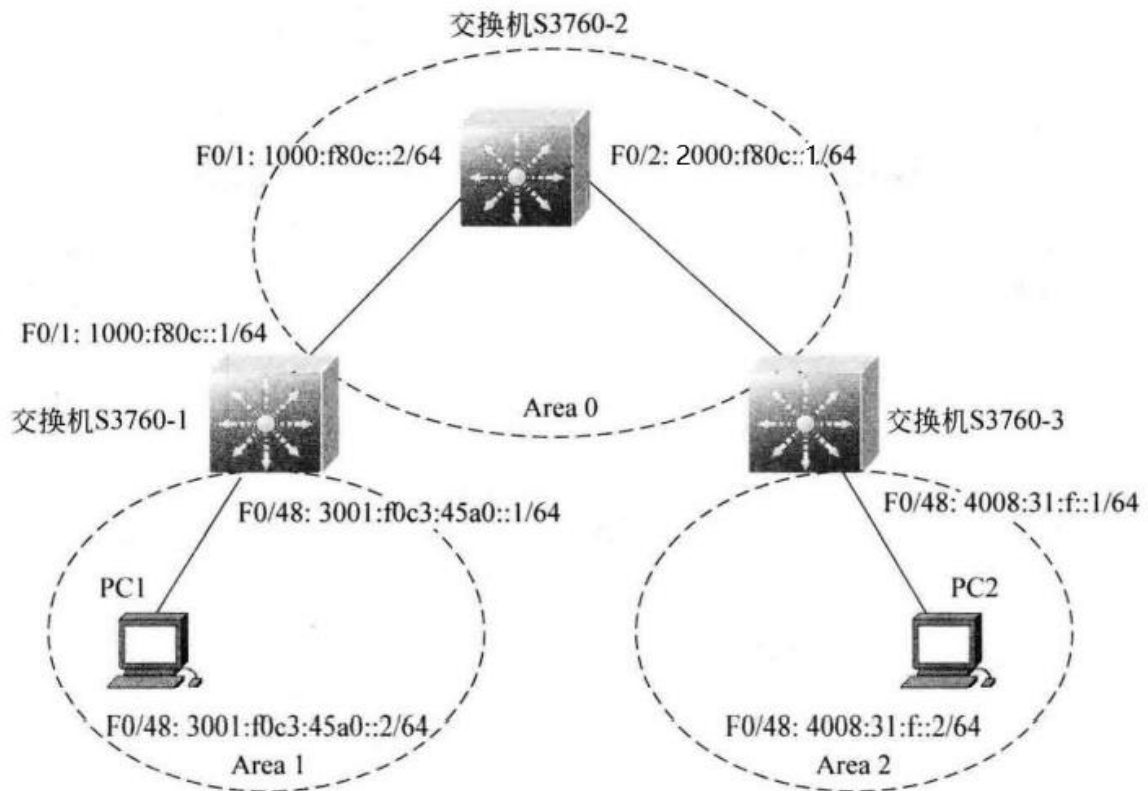 交换机S3760-2
F0/1: 1000:f80c::2/64
F0/2: 2000:f80c::1/64
F0/1: 1000:f80c::1/64
交换机S3760-1
Area 0
交换机S3760-3
F0/48: 3001:f0c3:45a0::1/64
F0/48: 4008:31:f::1/64
PC1
PC2
F0/48: 3001:f0c3:45a0::2/64
F0/48: 4008:31:f::2/64
Area 1
Area 2